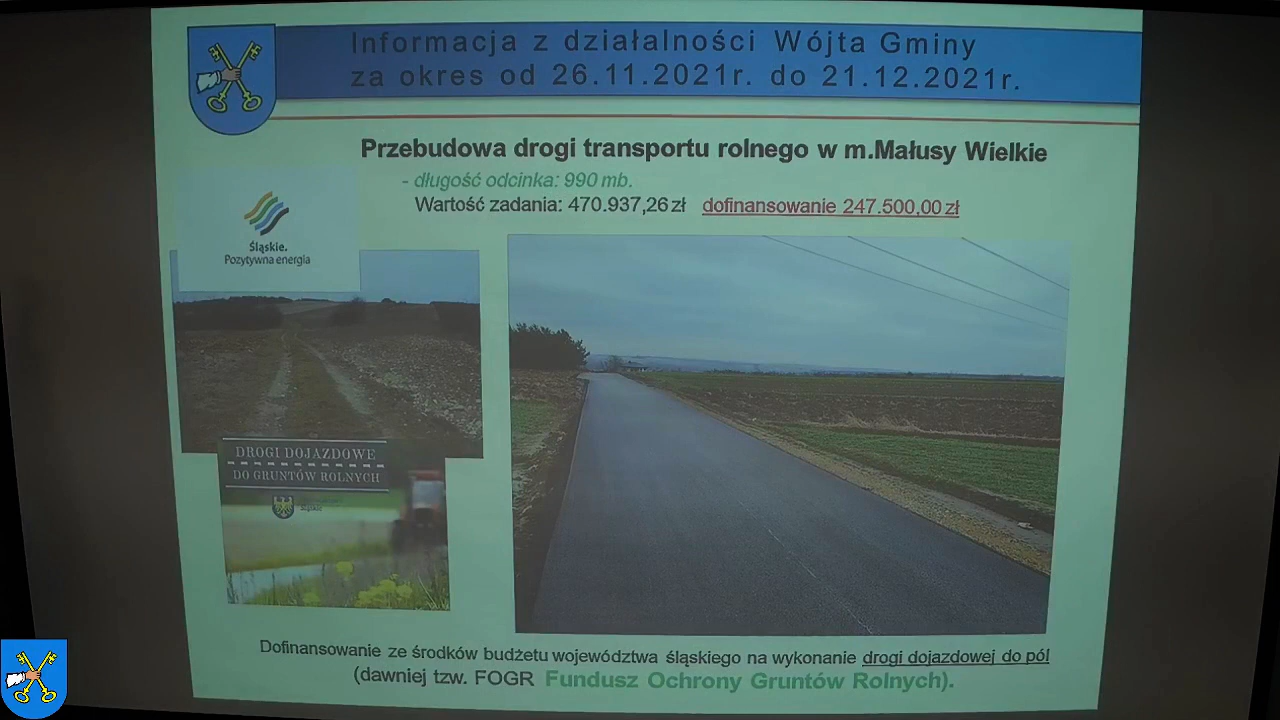 Informacja z działalności Wójta Gminy
za okres od 26.11.2021r. do 21.12.2021r.
Przebudowa drogi transportu rolnego w m.Małusy Wielkie
- długość odcinka: 990 mb.
Wartość zadania: 470.937,26 zł dofinansowanie 247.500,00 zł
Śląskie.
Pozytywna energia
DROGI DOJAZDOWE
DO GRUNTÓW ROLNYCH
Śląskie
Dofinansowanie ze środków budżetu województwa śląskiego na wykonanie drogi dojazdowej do pól
(dawniej tzw. FOGR Fundusz Ochrony Gruntów Rolnych).